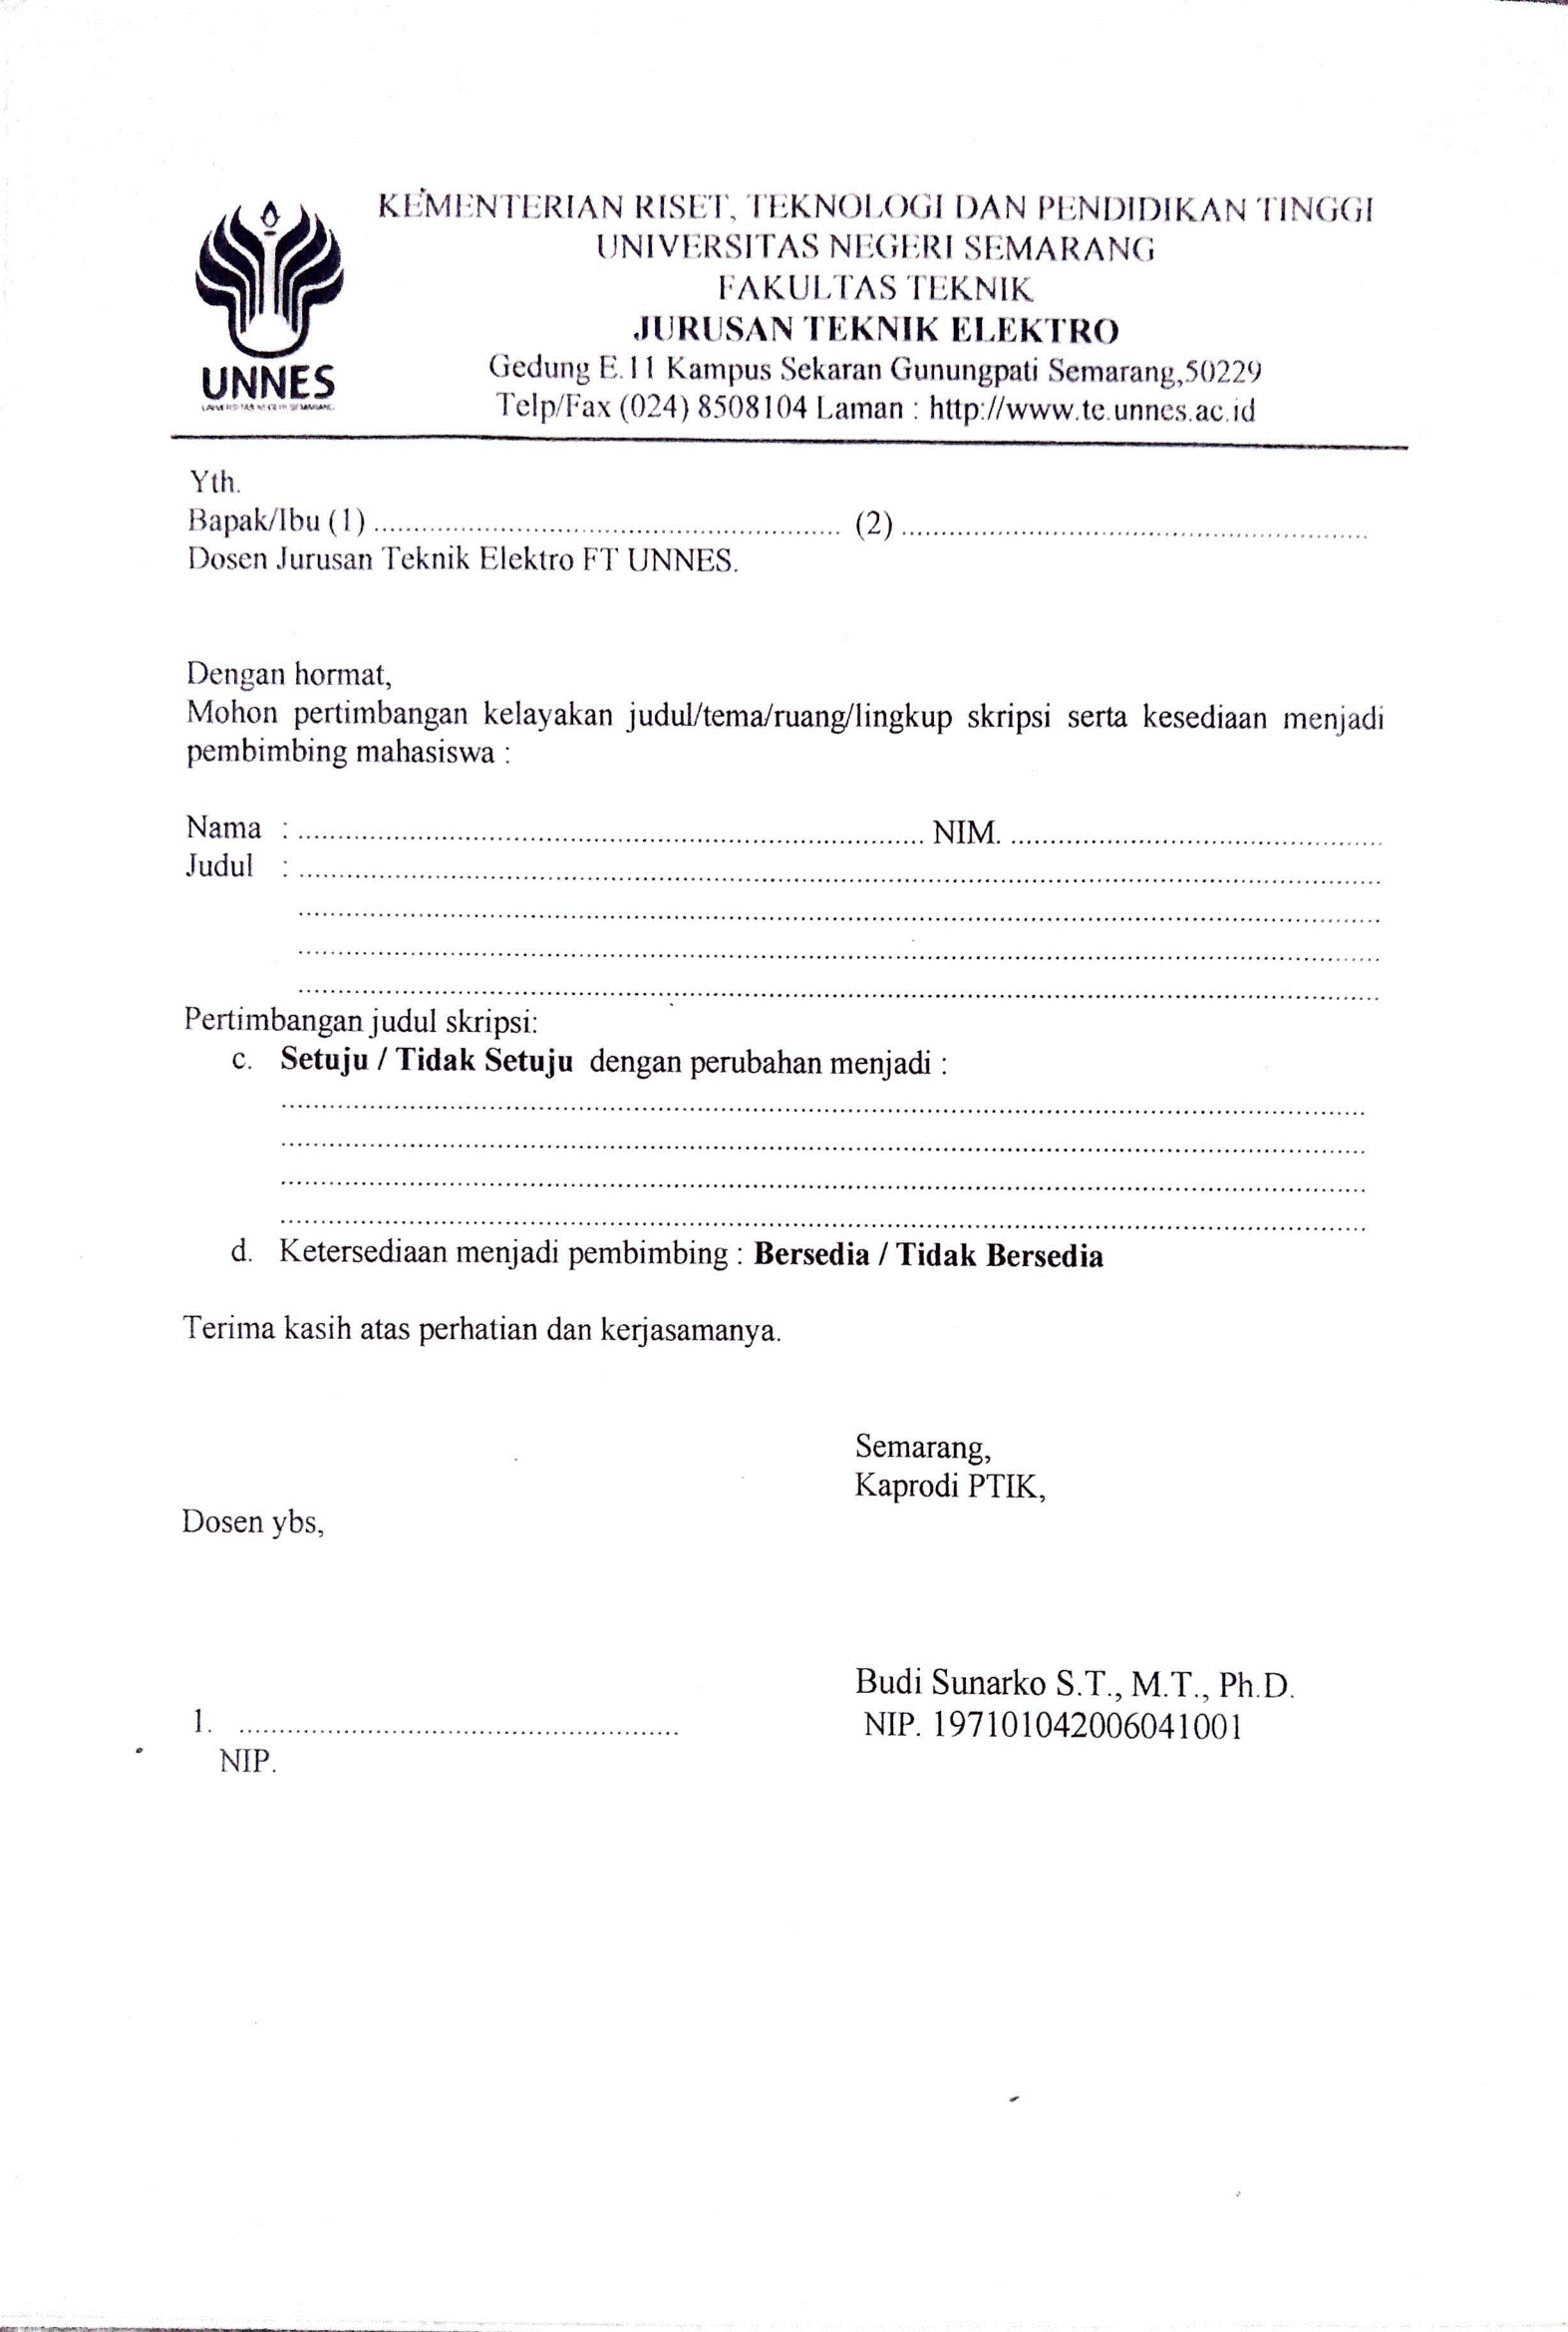 KEMENTERIAN RISET, TEKNOLOGI DAN PENDIDIKAN TINGGI
UNIVERSITAS NEGERI SEMARANG
FAKULTAS TEKNIK
JURUSAN TEKNIK ELEKTRO
Gedung E.11 Kampus Sekaran Gunungpati Semarang,50229
Telp/Fax (024) 8508104 Laman : http://www.te.unnes.ac.id
UNNES
UNIVERSITAS NEGERI SEMARANG
Yth.
Bapak/Ibu (1) ........................................................... (2) ...........................................................
Dosen Jurusan Teknik Elektro FT UNNES.
Dengan hormat,
Mohon pertimbangan kelayakan judul/tema/ruang/lingkup skripsi serta kesediaan menjadi
pembimbing mahasiswa :
Nama : ............................................................................... NIM. ...............................................
Judul : .........................................................................................................................................
.........................................................................................................................................
.........................................................................................................................................
.........................................................................................................................................
Pertimbangan judul skripsi:
c. Setuju / Tidak Setuju dengan perubahan menjadi :
.........................................................................................................................................
.........................................................................................................................................
.........................................................................................................................................
.........................................................................................................................................
d. Ketersediaan menjadi pembimbing : Bersedia / Tidak Bersedia
Terima kasih atas perhatian dan kerjasamanya.
Semarang,
Kaprodi PTIK,
Dosen ybs,
Budi Sunarko S.T., M.T., Ph.D.
NIP. 197101042006041001
1. .......................................................
NIP.